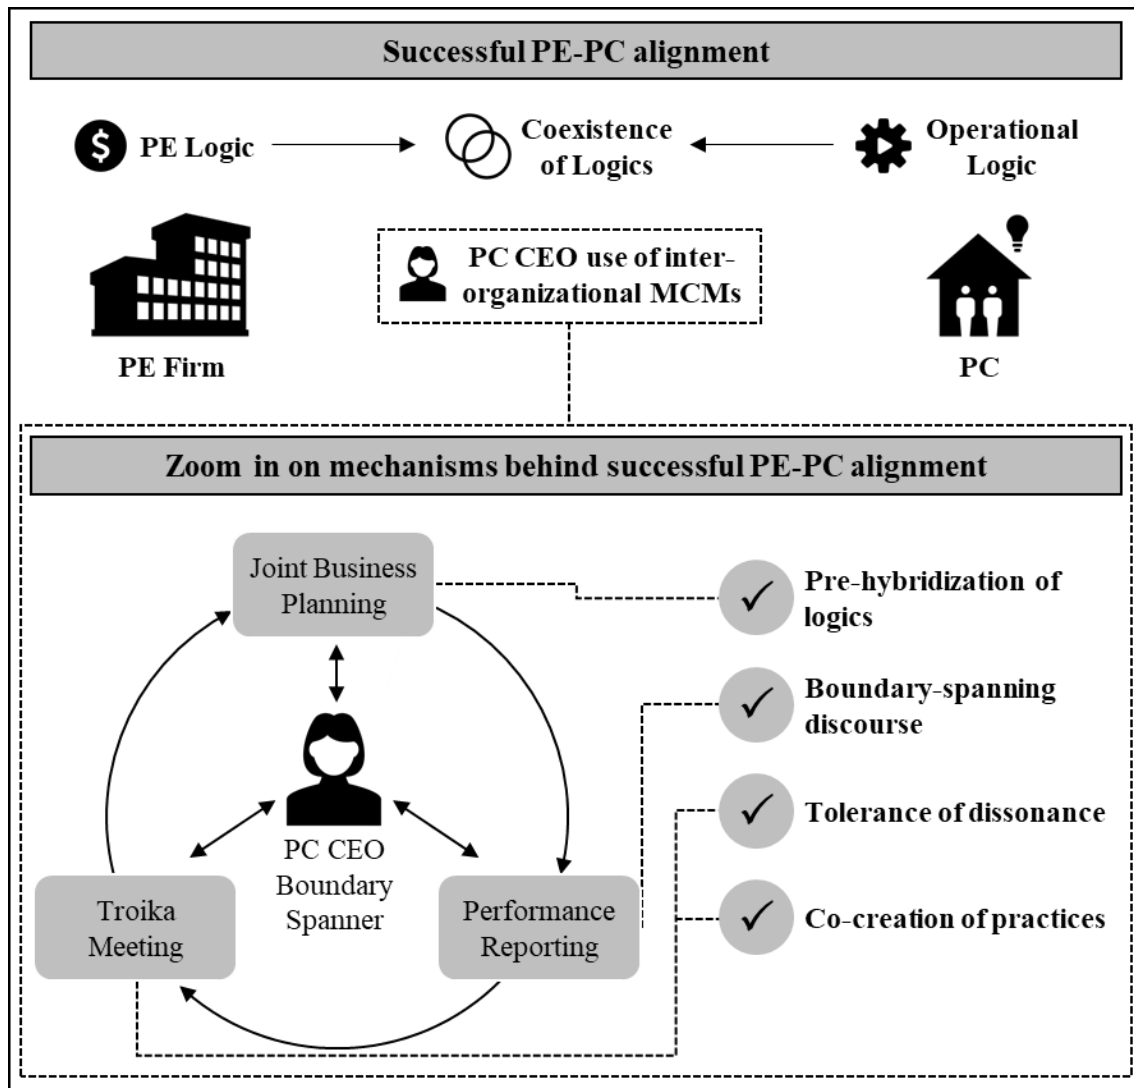 Successful PE-PC alignment
PE Logic
Coexistence
of Logics
Operational
Logic
PE Firm
PC CEO use of inter-
organizational MCMs
PC
Zoom in on mechanisms behind successful PE-PC alignment
Joint Business
Planning
Pre-hybridization of
logics
Boundary-spanning
discourse
Tolerance of dissonance
PC CEO
Boundary
Spanner
Troika
Meeting
Performance
Reporting
Co-creation of practices